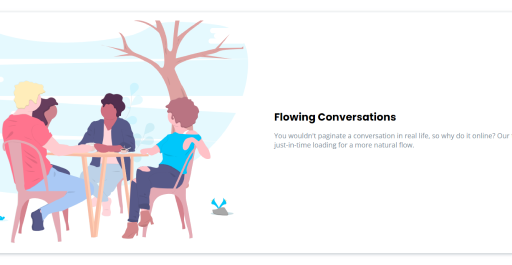 Flowing Conversations
You wouldn't paginate a conversation in real life, so why do it online? Our
just-in-time loading for a more natural flow.